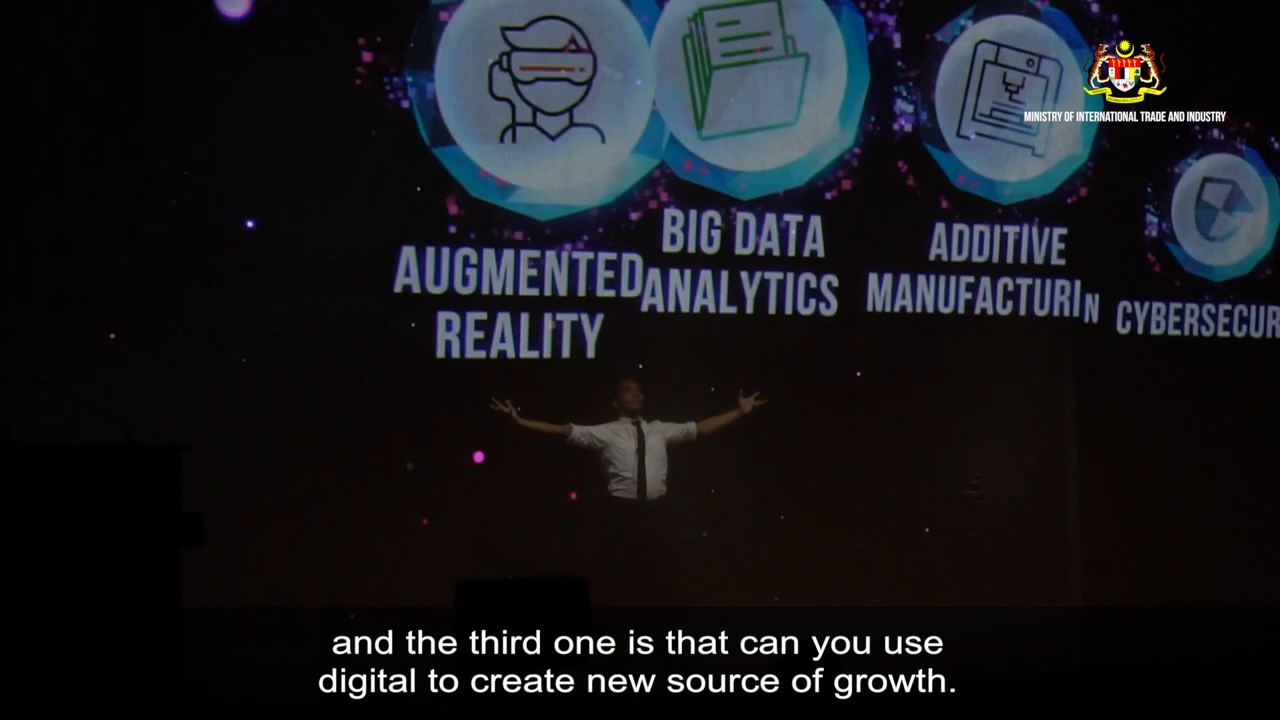 MINISTRY OF INTERNATIONAL TRADE AND INDUSTRY
AUGMENTED
REALITY
BIG DATA
ANALYTICS
ADDITIVE
MANUFACTURIN
CYBERSECUR
and the third one is that can you use
digital to create new source of growth.